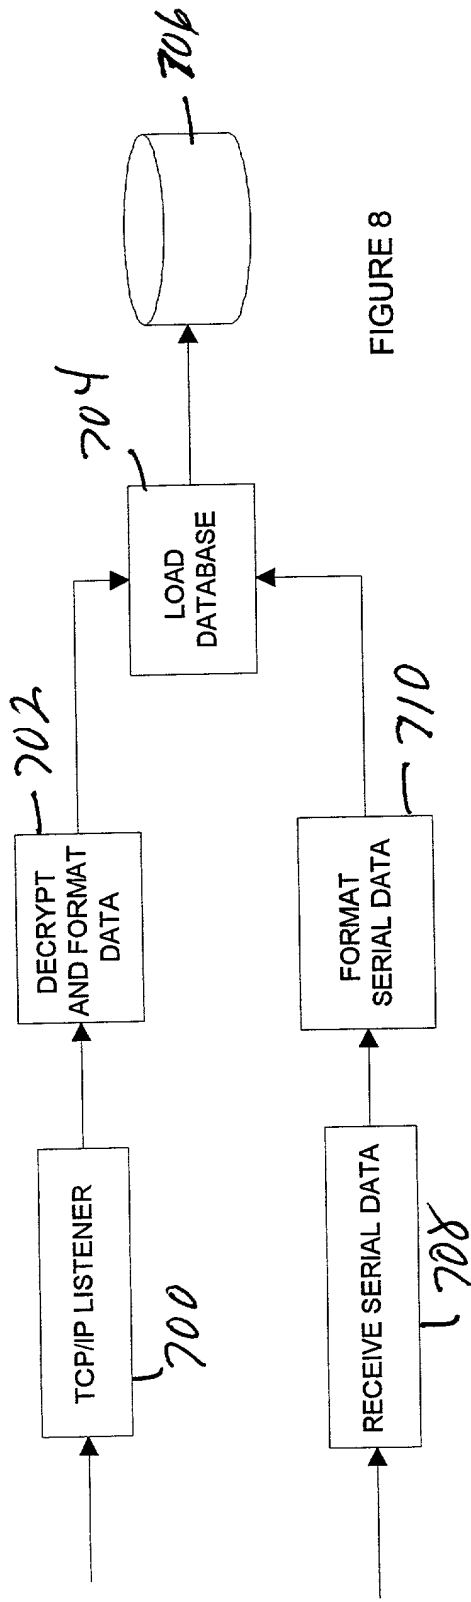 TCP/IP LISTENER
700
DECRYPT
AND FORMAT
DATA
702
LOAD
DATABASE
704
706
RECEIVE SERIAL DATA
708
FORMAT
SERIAL DATA
710
FIGURE 8